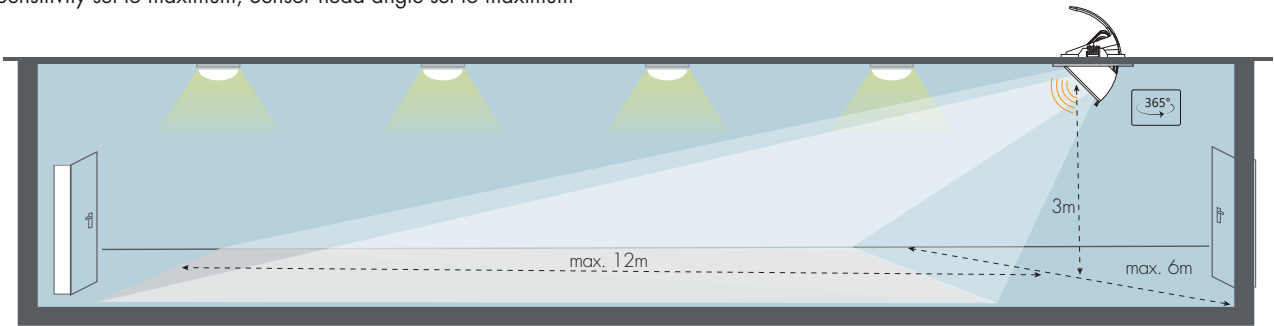 Sensitivity set to maximum, Sensor head angle set to maximum
365°
3m
max. 12m
max. 6m